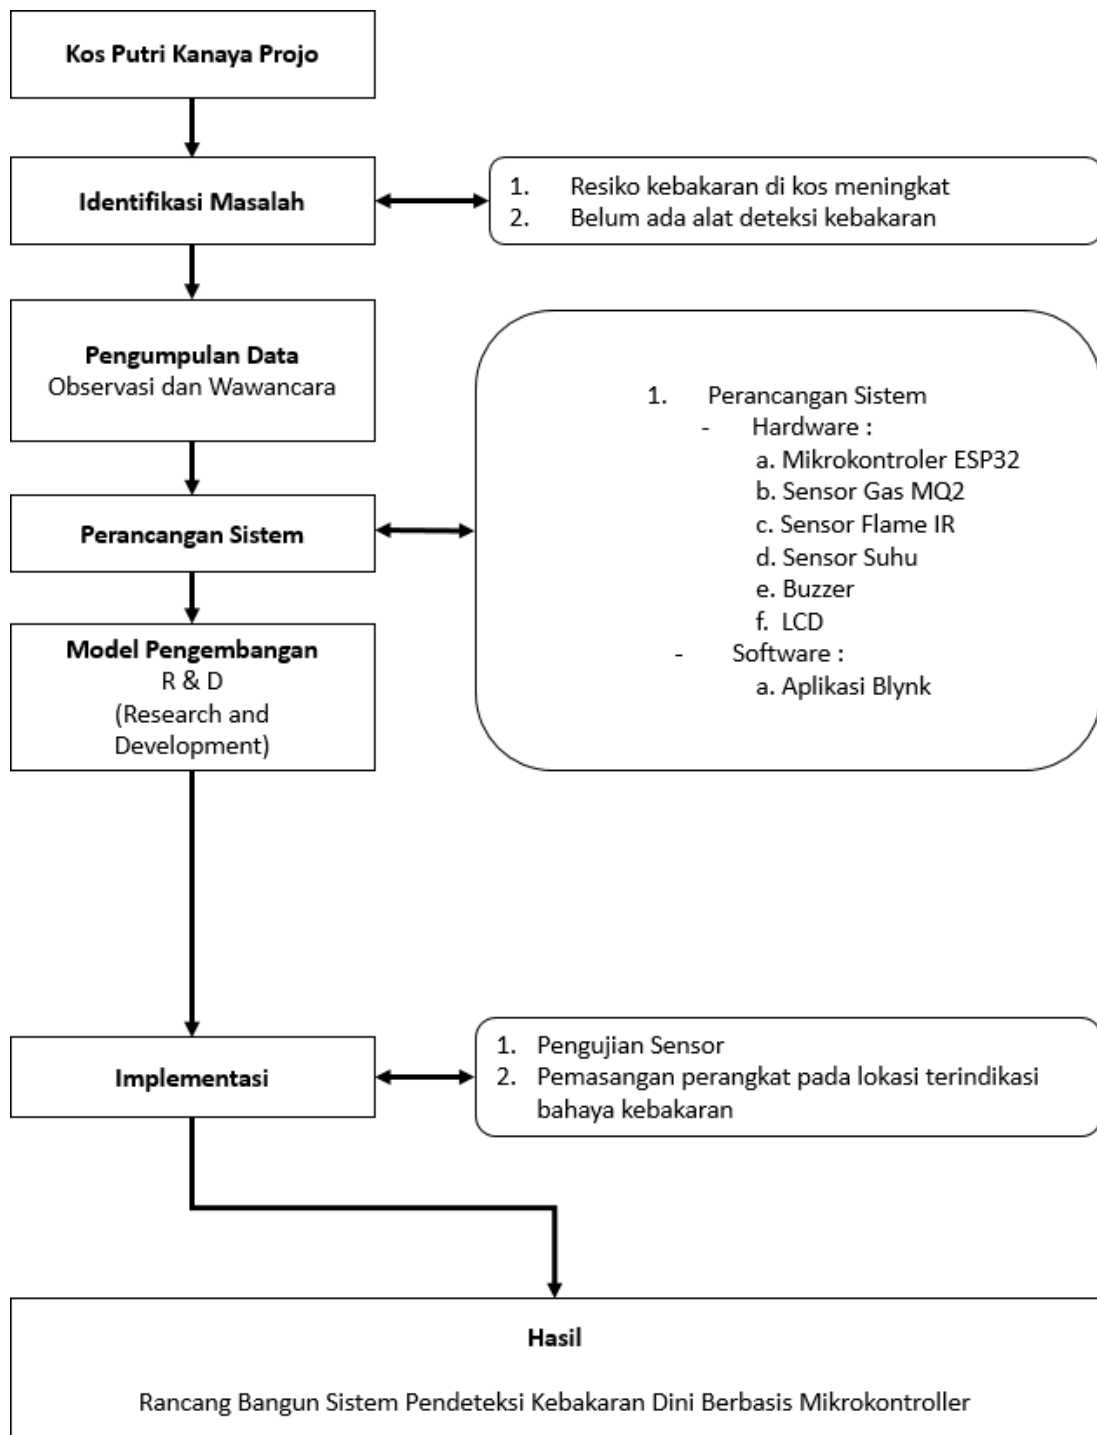 Kos Putri Kanaya Projo
Identifikasi Masalah
1. Resiko kebakaran di kos meningkat
2. Belum ada alat deteksi kebakaran
Pengumpulan Data
Observasi dan Wawancara
Perancangan Sistem
1. Perancangan Sistem
- Hardware :
a. Mikrokontroler ESP32
b. Sensor Gas MQ2
c. Sensor Flame IR
d. Sensor Suhu
e. Buzzer
f. LCD
- Software :
a. Aplikasi Blynk
Model Pengembangan
R & D
(Research and
Development)
Implementasi
1. Pengujian Sensor
2. Pemasangan perangkat pada lokasi terindikasi
bahaya kebakaran
Hasil
Rancang Bangun Sistem Pendeteksi Kebakaran Dini Berbasis Mikrokontroller